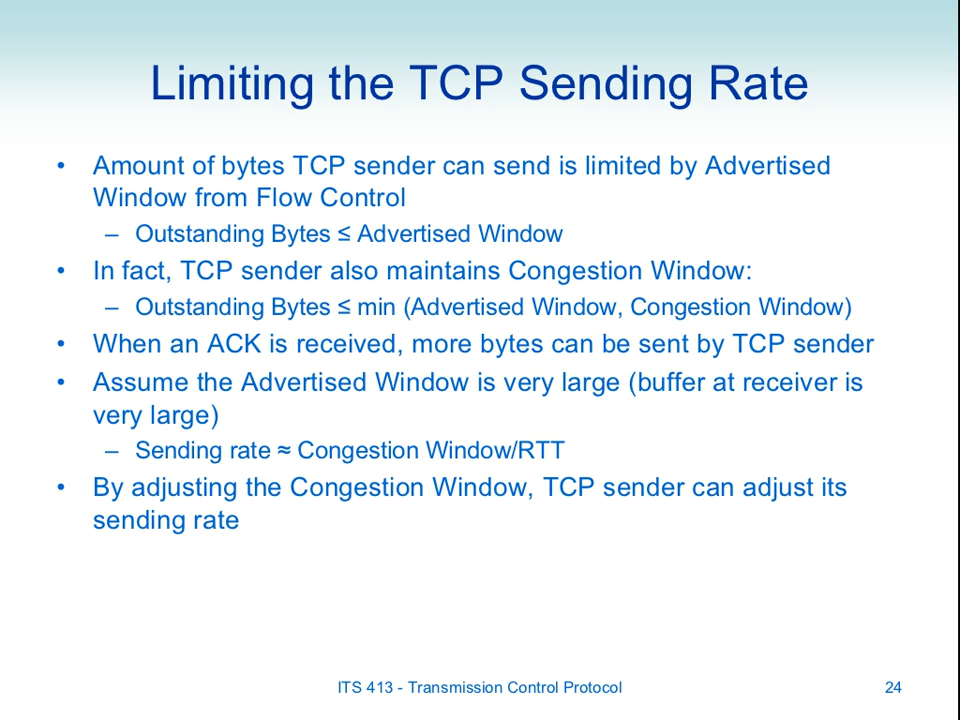 Limiting the TCP Sending Rate
• Amount of bytes TCP sender can send is limited by Advertised
Window from Flow Control
– Outstanding Bytes ≤ Advertised Window
• In fact, TCP sender also maintains Congestion Window:
– Outstanding Bytes ≤ min (Advertised Window, Congestion Window)
• When an ACK is received, more bytes can be sent by TCP sender
• Assume the Advertised Window is very large (buffer at receiver is
very large)
– Sending rate ≈ Congestion Window/RTT
• By adjusting the Congestion Window, TCP sender can adjust its
sending rate
ITS 413 - Transmission Control Protocol 24